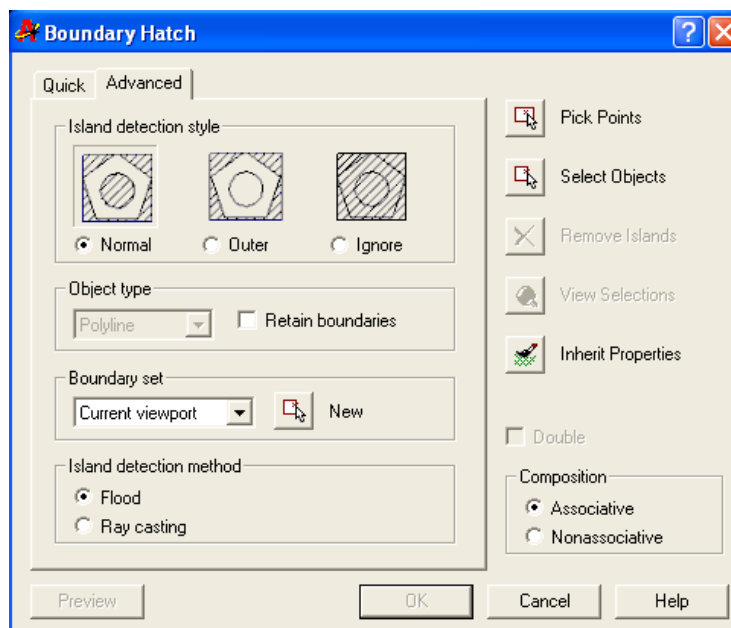 Boundary Hatch
Quick Advanced
Island detection style
Normal Outer Ignore
Object type
Polyline Retain boundaries
Boundary set
Current viewport New
Island detection method
Flood
Ray casting
Pick Points
Select Objects
Remove Islands
View Selections
Inherit Properties
Double
Composition
Associative
Nonassociative
Preview OK Cancel Help